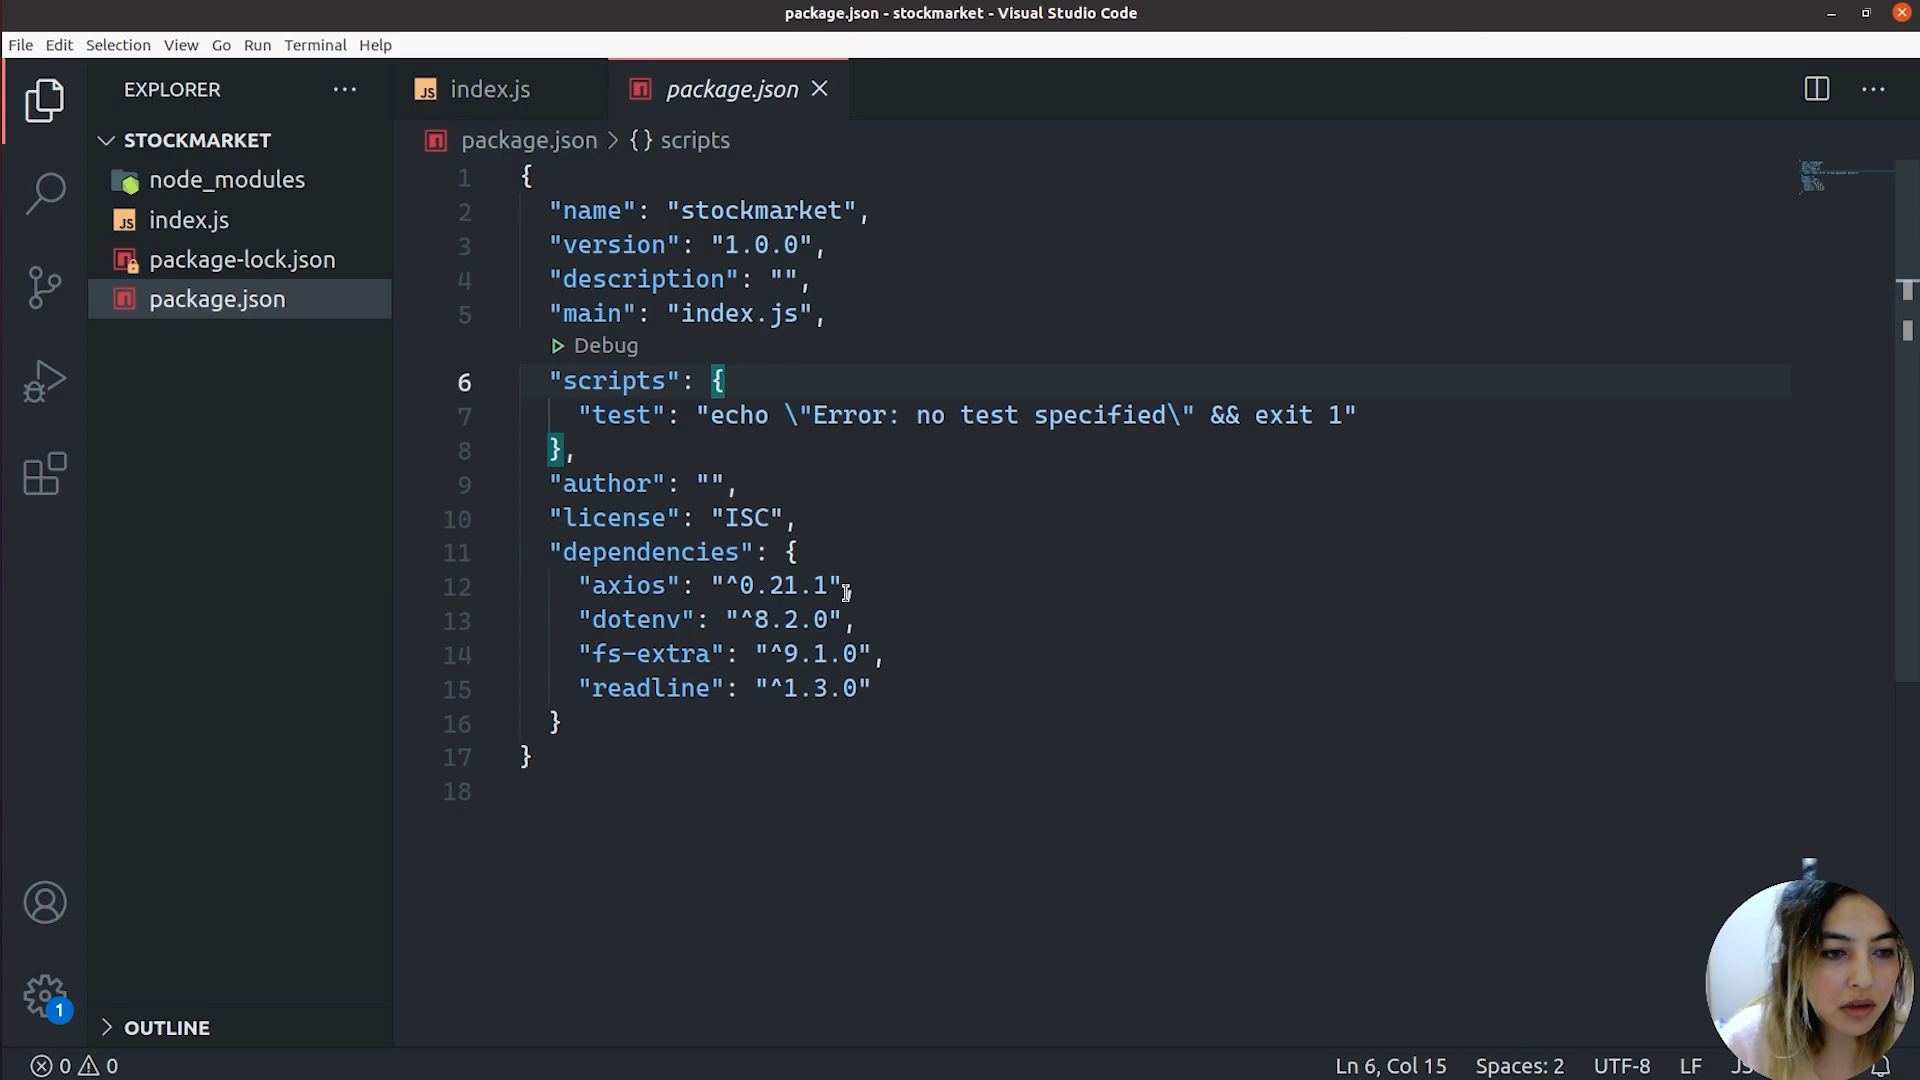 package.json - stockmarket - Visual Studio Code
File Edit Selection View Go Run Terminal Help
EXPLORER
STOCKMARKET
node_modules
JS index.js
package-lock.json
package.json
OUTLINE
JS index.js
package.json
package.json > {} scripts
1 {
2 "name": "stockmarket",
3 "version": "1.0.0",
4 "description": "",
5 "main": "index.js",
Debug
6 "scripts": {
7 "test": "echo \"Error: no test specified\" && exit 1"
8 },
9 "author": "",
10 "license": "ISC",
11 "dependencies": {
12 "axios": "^0.21.1",
13 "dotenv": "^8.2.0",
14 "fs-extra": "^9.1.0",
15 "readline": "^1.3.0"
16 }
17 }
18
1
0 0
Ln 6, Col 15 Spaces: 2 UTF-8 LF